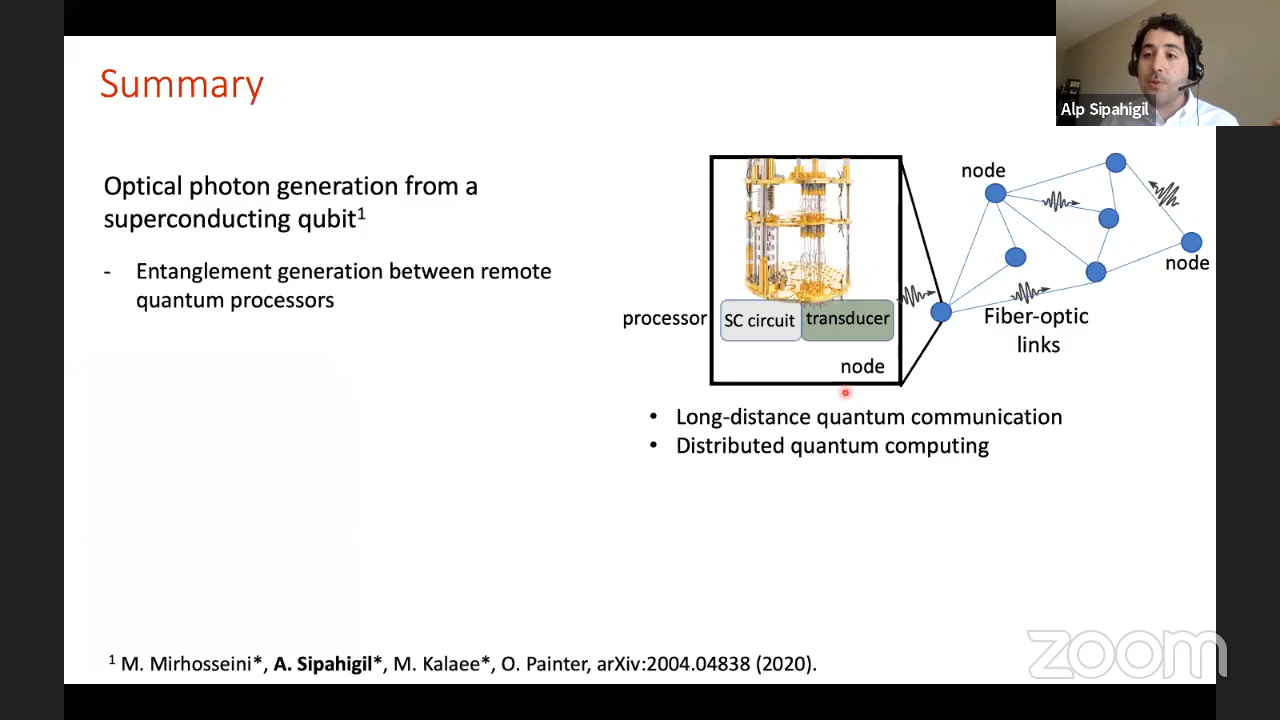 Summary
Alp Sipahigil
Optical photon generation from a
superconducting qubit¹
- Entanglement generation between remote
quantum processors
node
node
processor
SC circuit
transducer
node
Fiber-optic
links
• Long-distance quantum communication
• Distributed quantum computing
¹ M. Mirhosseini*, A. Sipahigil*, M. Kalaee*, O. Painter, arXiv:2004.04838 (2020).
zoom